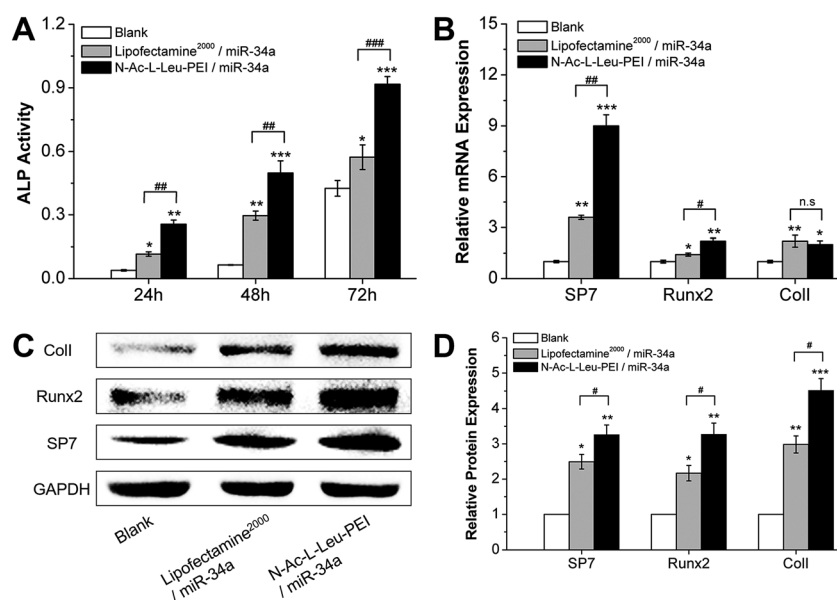 A
Blank
Lipofectamine2000 / miR-34a
N-Ac-L-Leu-PEI / miR-34a
ALP Activity
1.2
0.9
0.6
0.3
0.0
*
##
**
**
##
***
*
###
***
24h
48h
72h
B
Blank
Lipofectamine2000 / miR-34a
N-Ac-L-Leu-PEI / miR-34a
Relative mRNA Expression
15
12
9
6
3
0
**
##
***
*
#
**
**
n.s
*
SP7
Runx2
ColI
C
ColI
Runx2
SP7
GAPDH
Blank
Lipofectamine2000
/ miR-34a
N-Ac-L-Leu-PEI
/ miR-34a
D
Blank
Lipofectamine2000 / miR-34a
N-Ac-L-Leu-PEI / miR-34a
Relative Protein Expression
6
5
4
3
2
1
0
*
#
**
*
#
**
**
#
***
SP7
Runx2
ColI